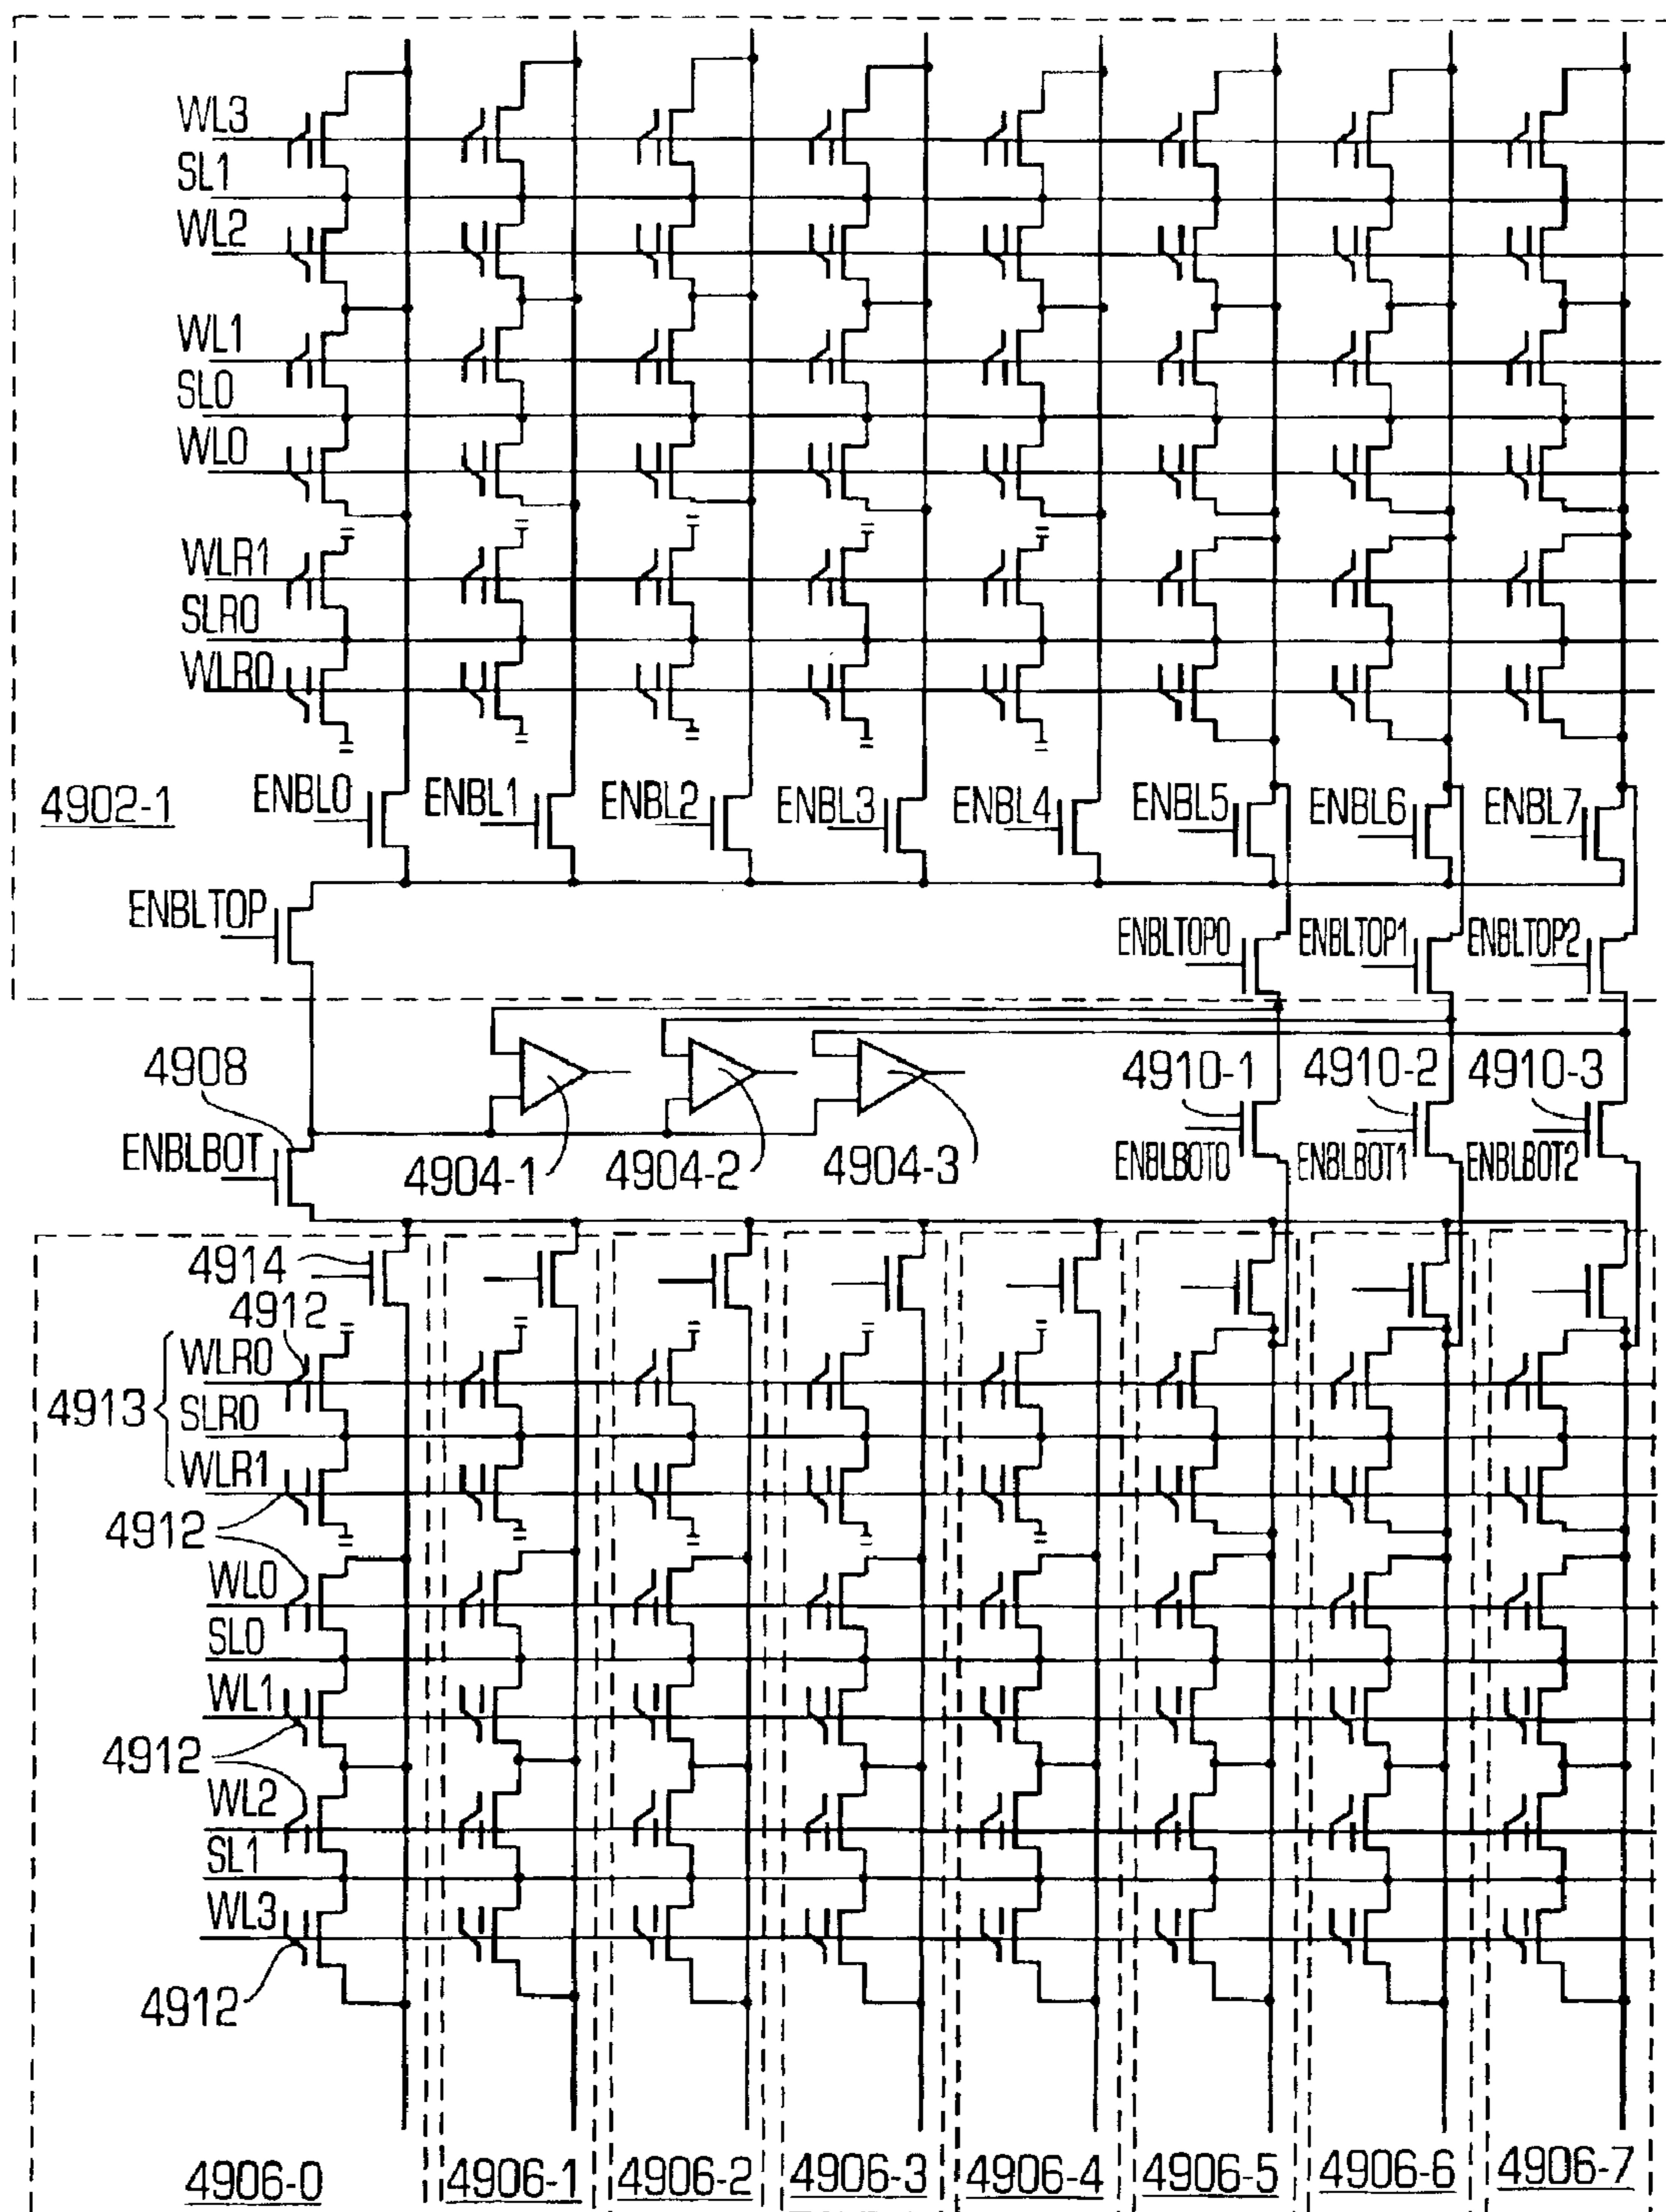 WL3
SL1
WL2
WL1
SL0
WL0
WLR1
SLR0
WLR0
4902-1
ENBL0
ENBL1
ENBL2
ENBL3
ENBL4
ENBL5
ENBL6
ENBL7
ENBLTOP
ENBLTOP0
ENBLTOP1
ENBLTOP2
4908
4910-1
4910-2
4910-3
ENBLBOT
4904-1
4904-2
4904-3
ENBLBOT0
ENBLBOT1
ENBLBOT2
4914
4912
4913
WLR0
SLR0
WLR1
4912
WL0
SL0
WL1
4912
WL2
SL1
WL3
4912
4906-0
4906-1
4906-2
4906-3
4906-4
4906-5
4906-6
4906-7